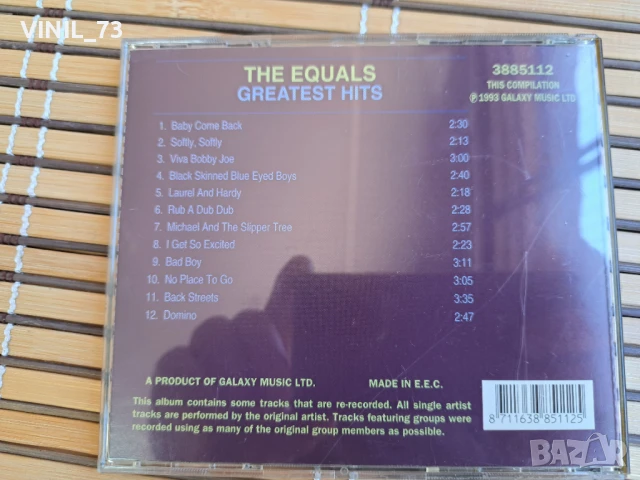 VINIL_73
THE EQUALS
GREATEST HITS
3885112
THIS COMPILATION
℗ 1993 GALAXY MUSIC LTD
1. Baby Come Back 2:30
2. Softly, Softly 2:13
3. Viva Bobby Joe 3:00
4. Black Skinned Blue Eyed Boys 2:40
5. Laurel And Hardy 2:18
6. Rub A Dub Dub 2:28
7. Michael And The Slipper Tree 2:57
8. I Get So Excited 2:23
9. Bad Boy 3:11
10. No Place To Go 3:05
11. Back Streets 3:35
12. Domino 2:47
A PRODUCT OF GALAXY MUSIC LTD. MADE IN E.E.C.
This album contains some tracks that are re-recorded. All single artist
tracks are performed by the original artist. Tracks featuring groups were
recorded using as many of the original group members as possible.
8 711638 851125
BAZAR